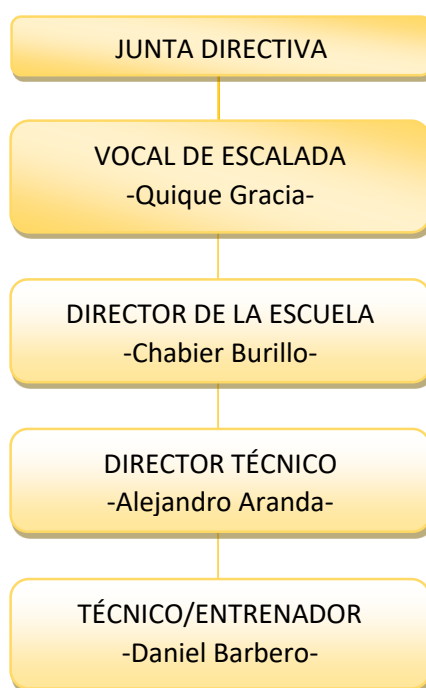 JUNTA DIRECTIVA
VOCAL DE ESCALADA
-Quique Gracia-
DIRECTOR DE LA ESCUELA
-Chabier Burillo-
DIRECTOR TÉCNICO
-Alejandro Aranda-
TÉCNICO/ENTRENADOR
-Daniel Barbero-